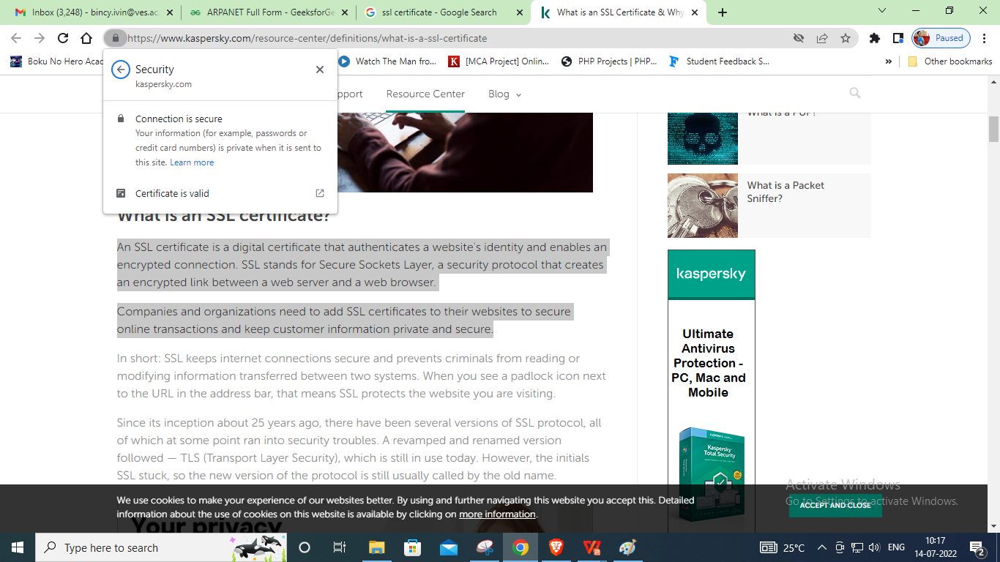 Inbox (3,248) - bincy.ivin@ves.ac
ARPANET Full Form - GeeksforGe
ssl certificate - Google Search
What is an SSL Certificate & Why
https://www.kaspersky.com/resource-center/definitions/what-is-a-ssl-certificate
Paused
Boku No Hero Acad
Watch The Man fro...
[MCA Project] Onlin...
PHP Projects | PHP...
Student Feedback S...
»
Other bookmarks
Security
kaspersky.com
Connection is secure
Your information (for example, passwords or
credit card numbers) is private when it is sent to
this site. Learn more
Certificate is valid
pport
Resource Center
Blog
What is a
What is a Packet
Sniffer?
What is an SSL certificate?
An SSL certificate is a digital certificate that authenticates a website's identity and enables an
encrypted connection. SSL stands for Secure Sockets Layer, a security protocol that creates
an encrypted link between a web server and a web browser.
Companies and organizations need to add SSL certificates to their websites to secure
online transactions and keep customer information private and secure.
In short: SSL keeps internet connections secure and prevents criminals from reading or
modifying information transferred between two systems. When you see a padlock icon next
to the URL in the address bar, that means SSL protects the website you are visiting.
Since its inception about 25 years ago, there have been several versions of SSL protocol, all
of which at some point ran into security troubles. A revamped and renamed version
followed — TLS (Transport Layer Security), which is still in use today. However, the initials
SSL stuck, so the new version of the protocol is still usually called by the old name.
kaspersky
Ultimate
Antivirus
Protection -
PC, Mac and
Mobile
kaspersky
Kaspersky
Total Security
Activate Windows
Go to Settings to activate Windows.
We use cookies to make your experience of our websites better. By using and further navigating this website you accept this. Detailed
information about the use of cookies on this website is available by clicking on more information.
ACCEPT AND CLOSE
Your privacy
Type here to search
25°C
ENG
10:17
14-07-2022
2